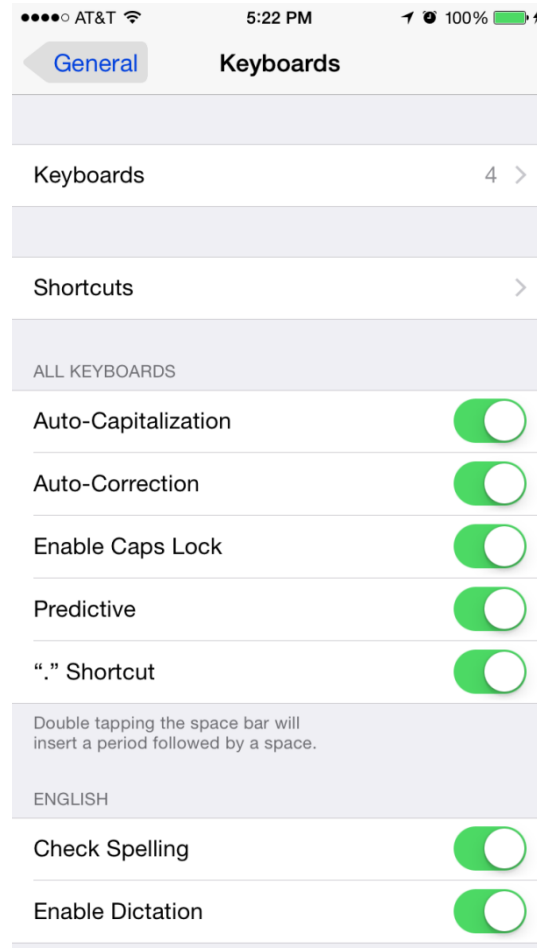 AT&T 5:22 PM 100%
General Keyboards
Keyboards 4
Shortcuts
ALL KEYBOARDS
Auto-Capitalization
Auto-Correction
Enable Caps Lock
Predictive
“.” Shortcut
Double tapping the space bar will
insert a period followed by a space.
ENGLISH
Check Spelling
Enable Dictation